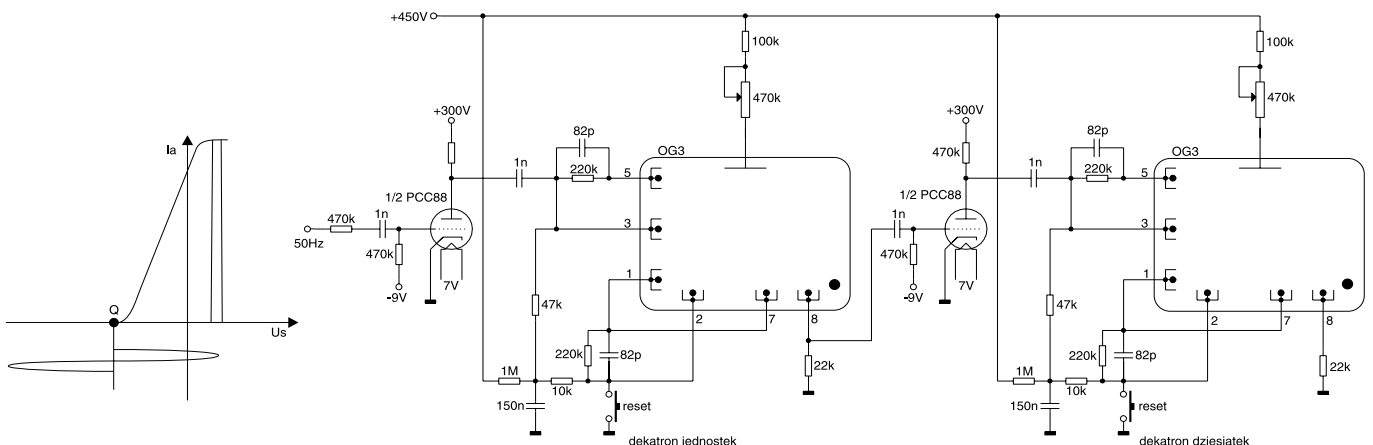 Ia
Q
Us
+450V
+300V
1/2 PCC88
50Hz
470k
1n
470k
-9V
7V
1n
82p
220k
47k
OG3
100k
470k
5
3
1
2
7
8
220k
82p
1M
10k
150n
reset
22k
dekatron jednostek
+300V
470k
1/2 PCC88
1n
470k
-9V
7V
1n
82p
220k
47k
OG3
100k
470k
5
3
1
2
7
8
220k
82p
1M
10k
150n
reset
22k
dekatron dziesiatek